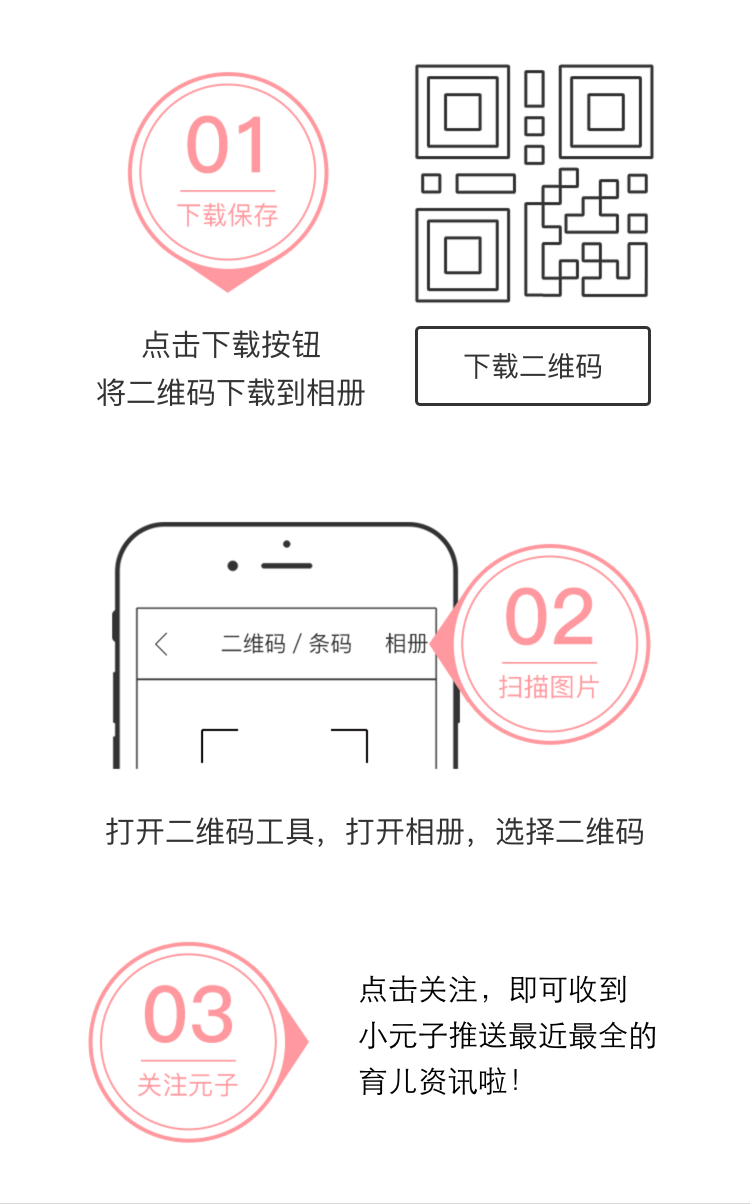 01
下载保存
点击下载按钮
将二维码下载到相册
下载二维码
二维码 / 条码
相册
02
扫描图片
打开二维码工具，打开相册，选择二维码
03
关注元子
点击关注，即可收到
小元子推送最近最全的
育儿资讯啦！